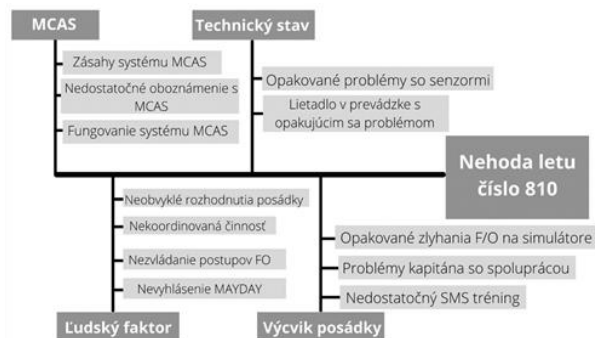 MCAS
Zásahy systému MCAS
Nedostatočné oboznámenie s
MCAS
Fungovanie systému MCAS
Technický stav
Opakované problémy so senzormi
Lietadlo v prevádzke s
opakujúcim sa problémom
Nehoda letu
číslo 810
Neobvyklé rozhodnutia posádky
Nekoordinovaná činnosť
Nezvládanie postupov FO
Nevyhlásenie MAYDAY
Ľudský faktor
Opakované zlyhania F/O na simulátore
Problémy kapitána so spoluprácou
Nedostatočný SMS tréning
Výcvik posádky